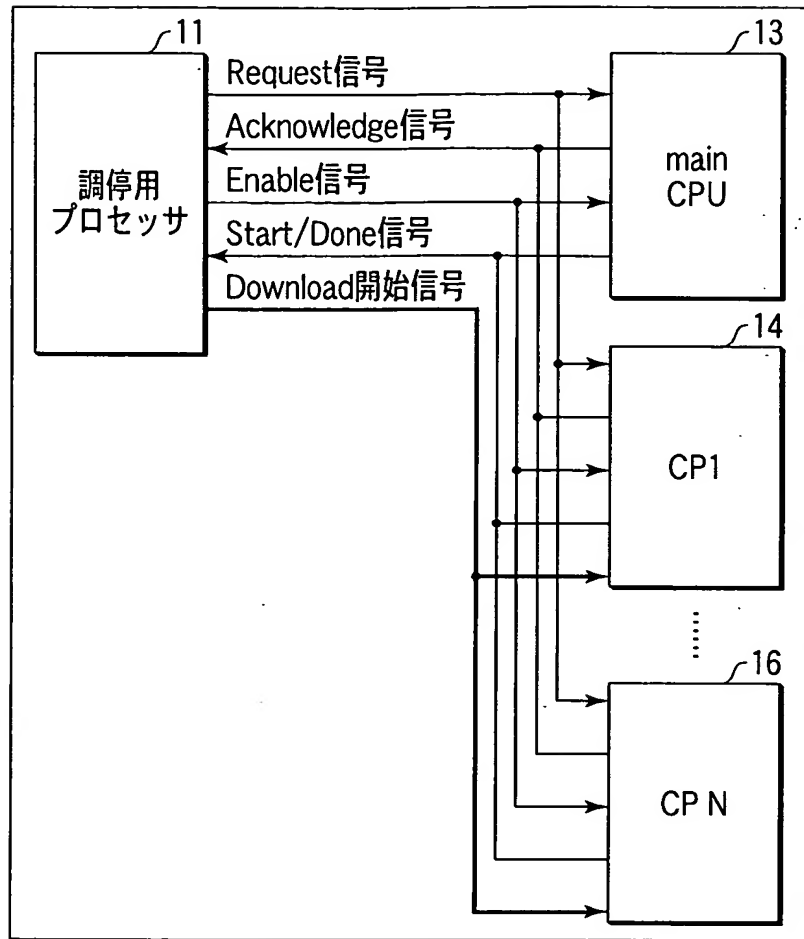 11
調停用
プロセッサ
Request信号
Acknowledge信号
Enable信号
Start/Done信号
Download開始信号
13
main
CPU
14
CP1
16
CP N